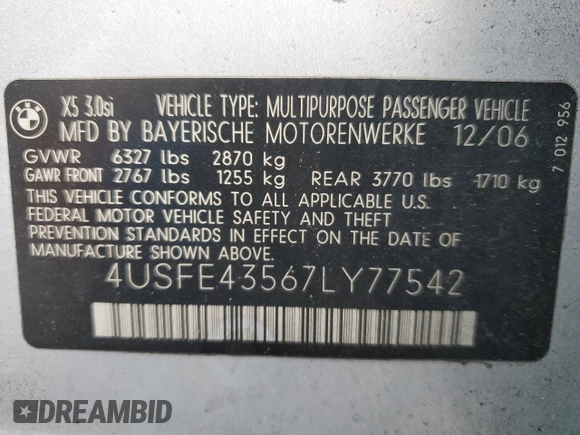 BMW
X5 3.0si VEHICLE TYPE: MULTIPURPOSE PASSENGER VEHICLE
MFD BY BAYERISCHE MOTORENWERKE 12/06
GVWR 6327 lbs 2870 kg
GAWR FRONT 2767 lbs 1255 kg REAR 3770 lbs 1710 kg
THIS VEHICLE CONFORMS TO ALL APPLICABLE U.S.
FEDERAL MOTOR VEHICLE SAFETY AND THEFT
PREVENTION STANDARDS IN EFFECT ON THE DATE OF
MANUFACTURE SHOWN ABOVE:
4USFE43567LY77542
7 012 956
DREAMBID